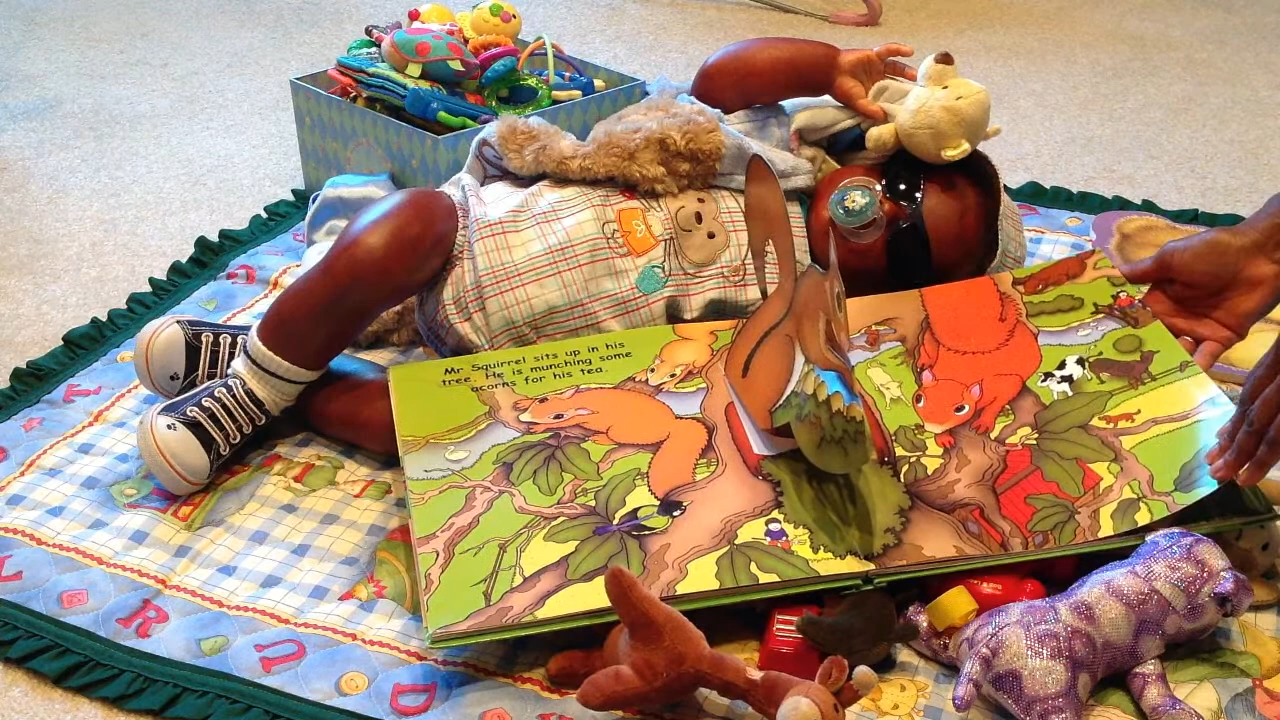 Mr Squirrel sits up in his
tree. He is munching some
acorns for his tea.
T
L
R
U
D